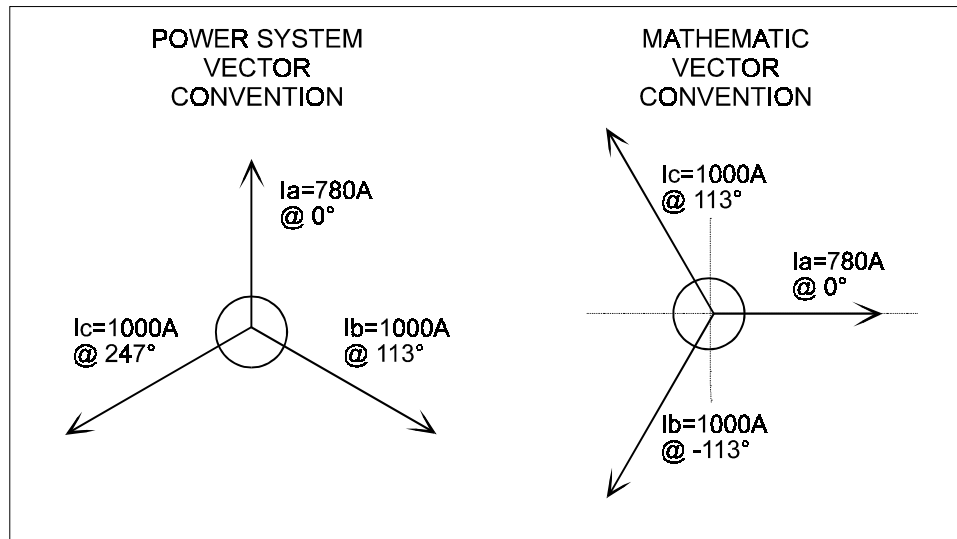 POWER SYSTEM
VECTOR
CONVENTION
Ia=780A
@ 0°
Ic=1000A
@ 247°
Ib=1000A
@ 113°
MATHEMATIC
VECTOR
CONVENTION
Ic=1000A
@ 113°
Ia=780A
@ 0°
Ib=1000A
@ -113°